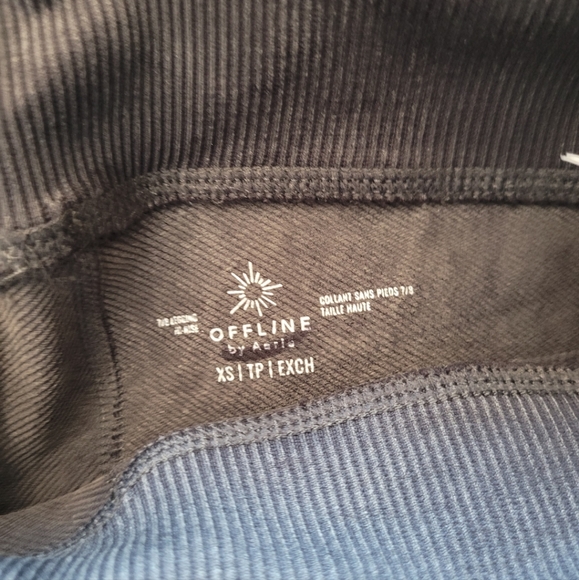 OFFLINE
by Aerie
XS | TP | EXCH
COLLANT SANS PIEDS 7/8
TAILLE HAUTE